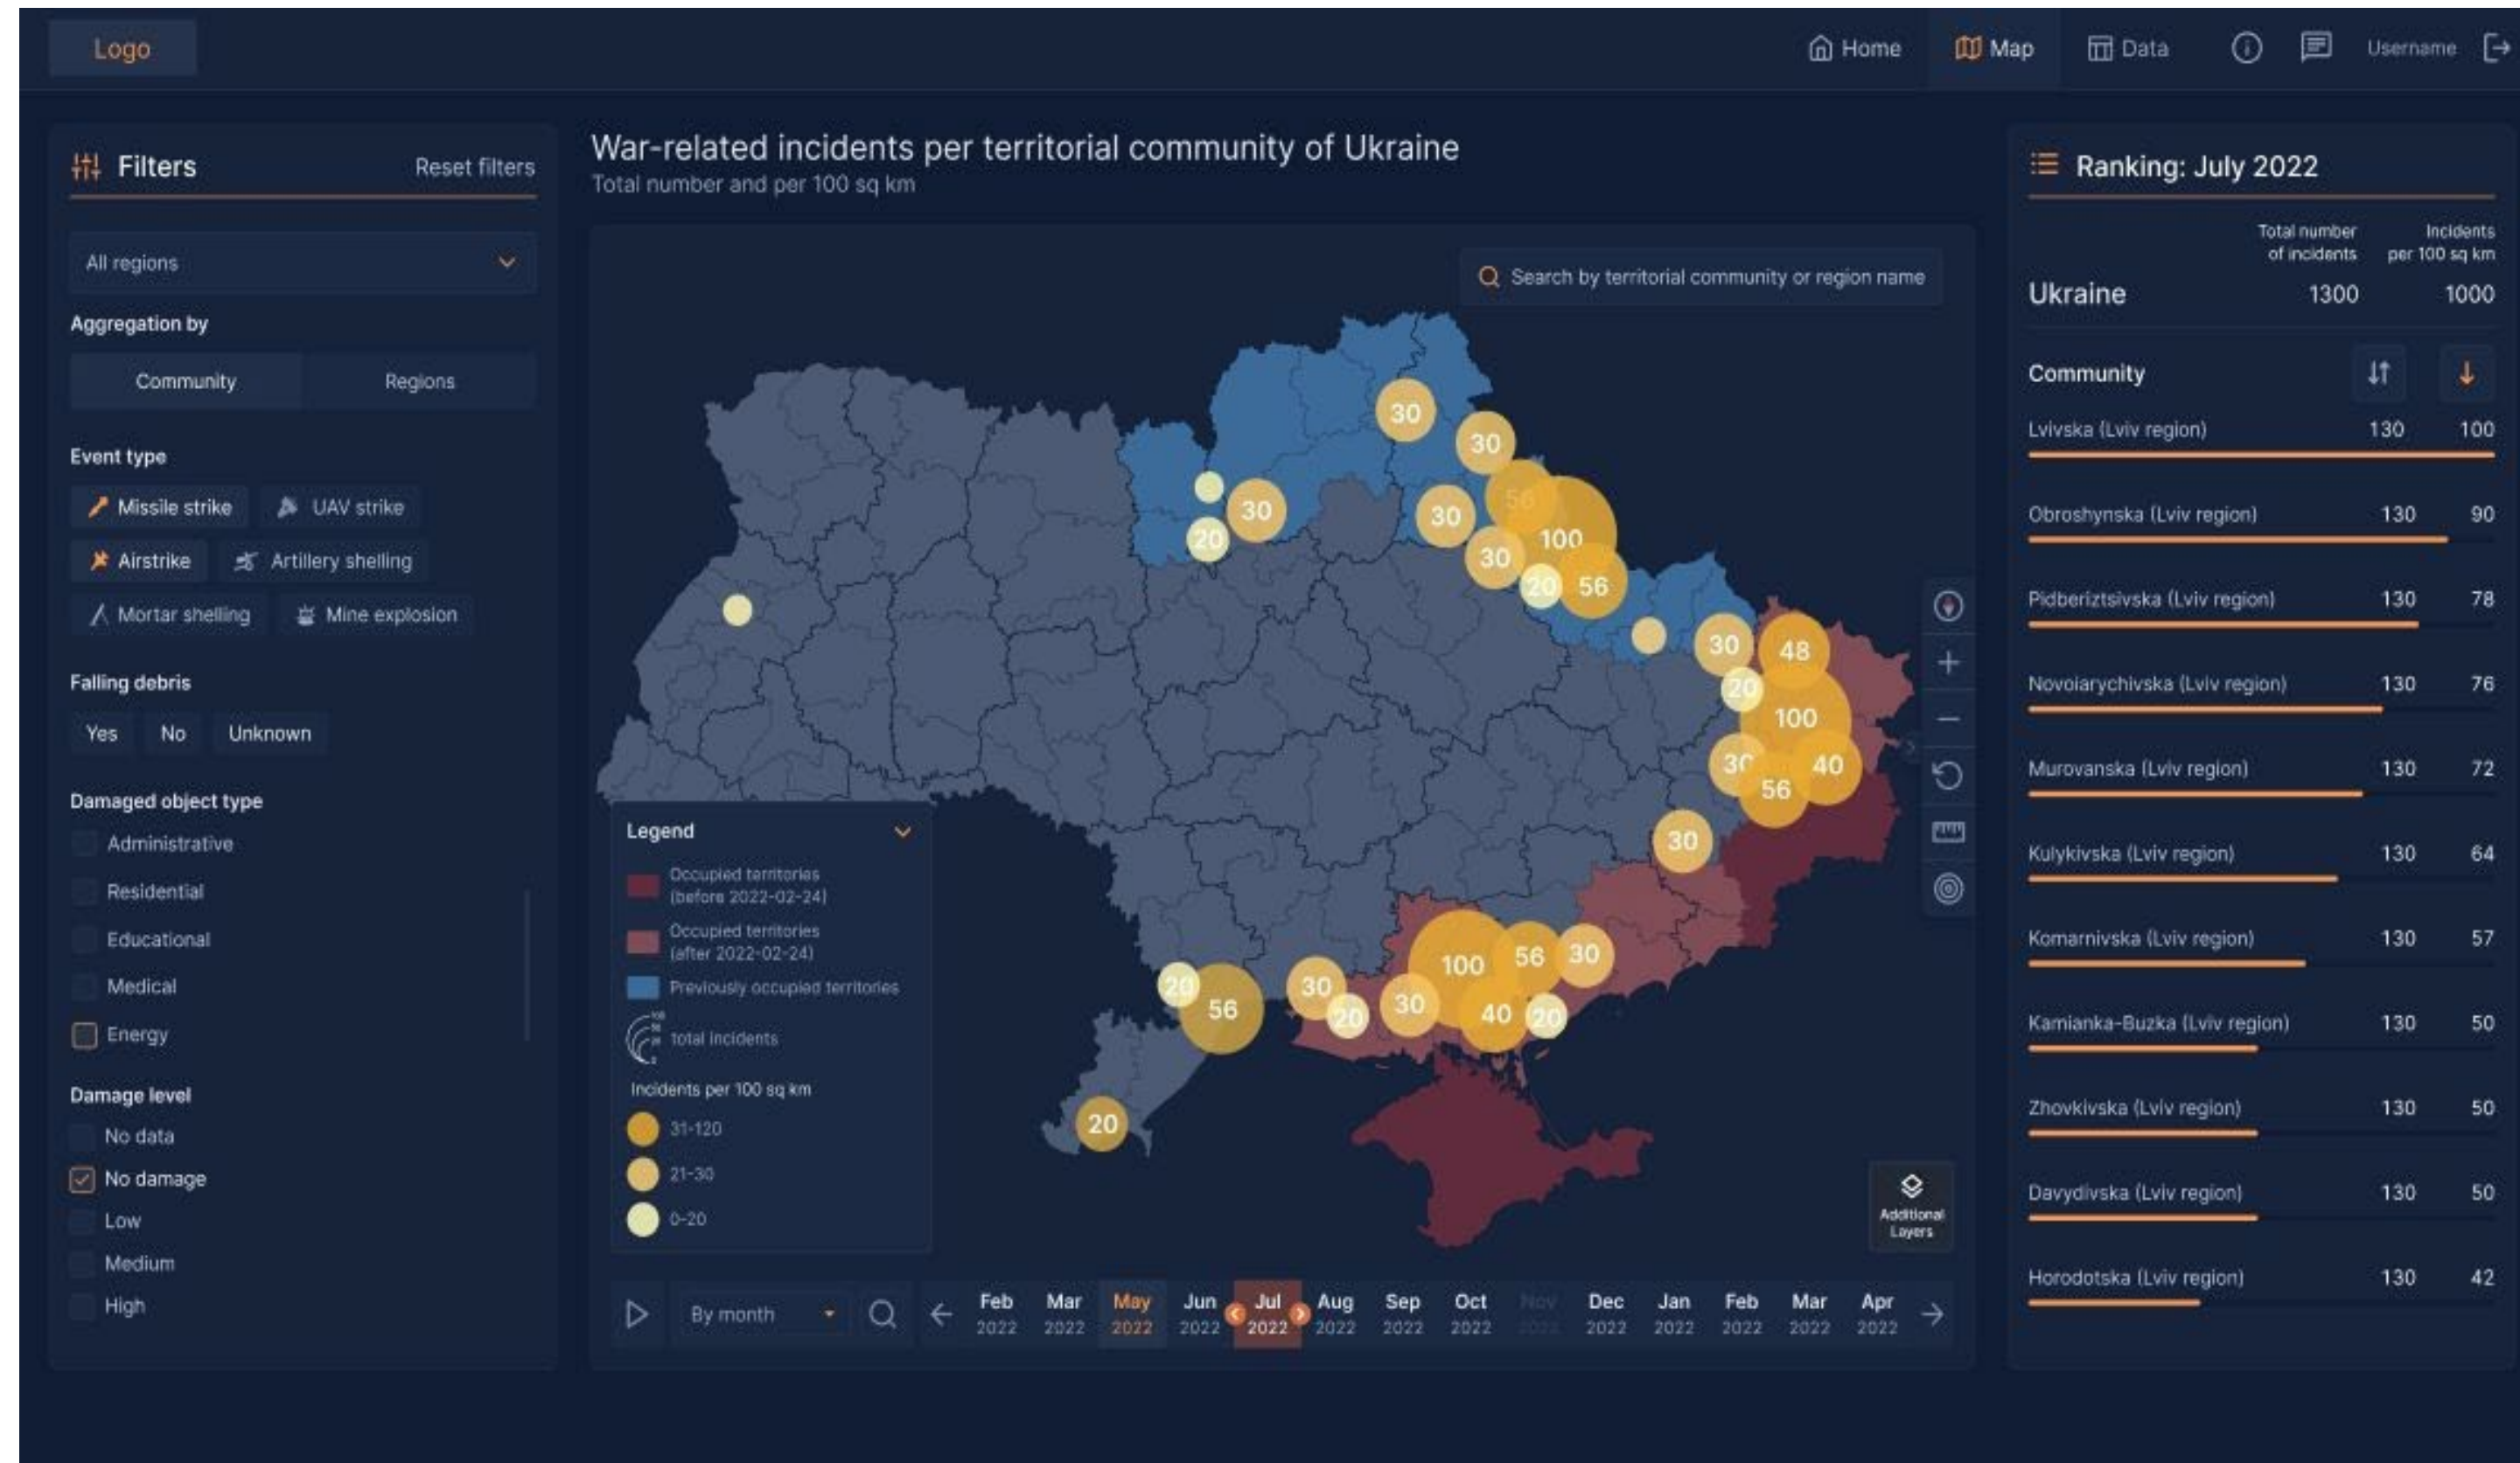 Logo
Home
Map
Data
Username
Filters
Reset filters
All regions
Aggregation by
Community
Regions
Event type
Missile strike
UAV strike
Airstrike
Artillery shelling
Mortar shelling
Mine explosion
Falling debris
Yes
No
Unknown
Damaged object type
Administrative
Residential
Educational
Medical
Energy
Damage level
No data
No damage
Low
Medium
High
War-related incidents per territorial community of Ukraine
Total number and per 100 sq km
Search by territorial community or region name
30
30
56
30
30
100
20
30
20
56
30
48
20
100
30
40
56
30
100
56
30
20
56
30
20
30
40
20
20
Legend
Occupied territories
(before 2022-02-24)
Occupied territories
(after 2022-02-24)
Previously occupied territories
total incidents
Incidents per 100 sq km
31-120
21-30
0-20
Additional
Layers
By month
Feb 2022
Mar 2022
May 2022
Jun 2022
Jul 2022
Aug 2022
Sep 2022
Oct 2022
Nov 2022
Dec 2022
Jan 2022
Feb 2022
Mar 2022
Apr 2022
Ranking: July 2022
Total number of incidents
Incidents per 100 sq km
Ukraine 1300 1000
Community
Lvivska (Lviv region) 130 100
Obroshynska (Lviv region) 130 90
Pidberiztsivska (Lviv region) 130 78
Novoiarychivska (Lviv region) 130 76
Murovanska (Lviv region) 130 72
Kulykivska (Lviv region) 130 64
Komarnivska (Lviv region) 130 57
Kamianka-Buzka (Lviv region) 130 50
Zhovkivska (Lviv region) 130 50
Davydivska (Lviv region) 130 50
Horodotska (Lviv region) 130 42